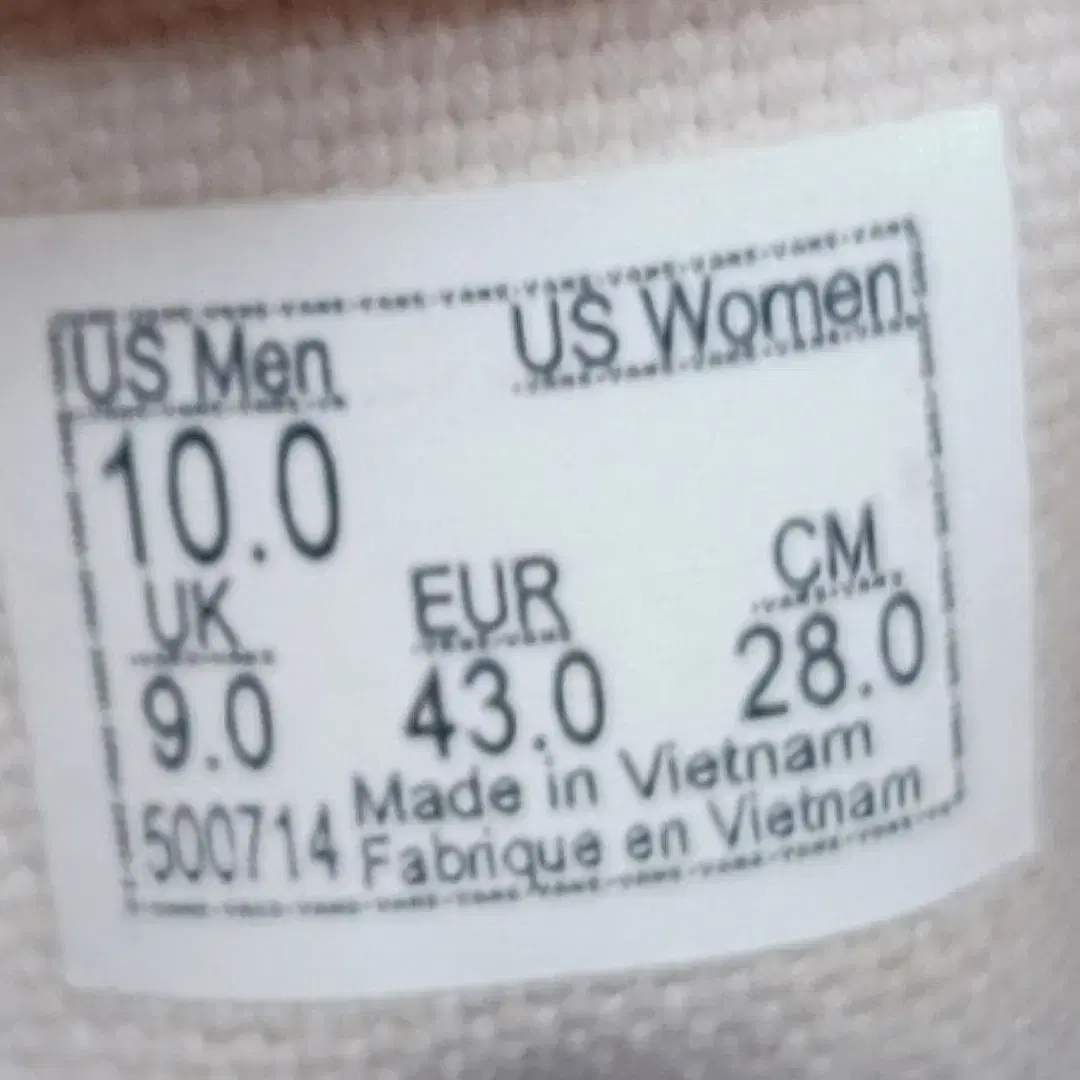 US Men US Women
10.0
UK EUR CM
9.0 43.0 28.0
500714 Made in Vietnam
Fabrique en Vietnam